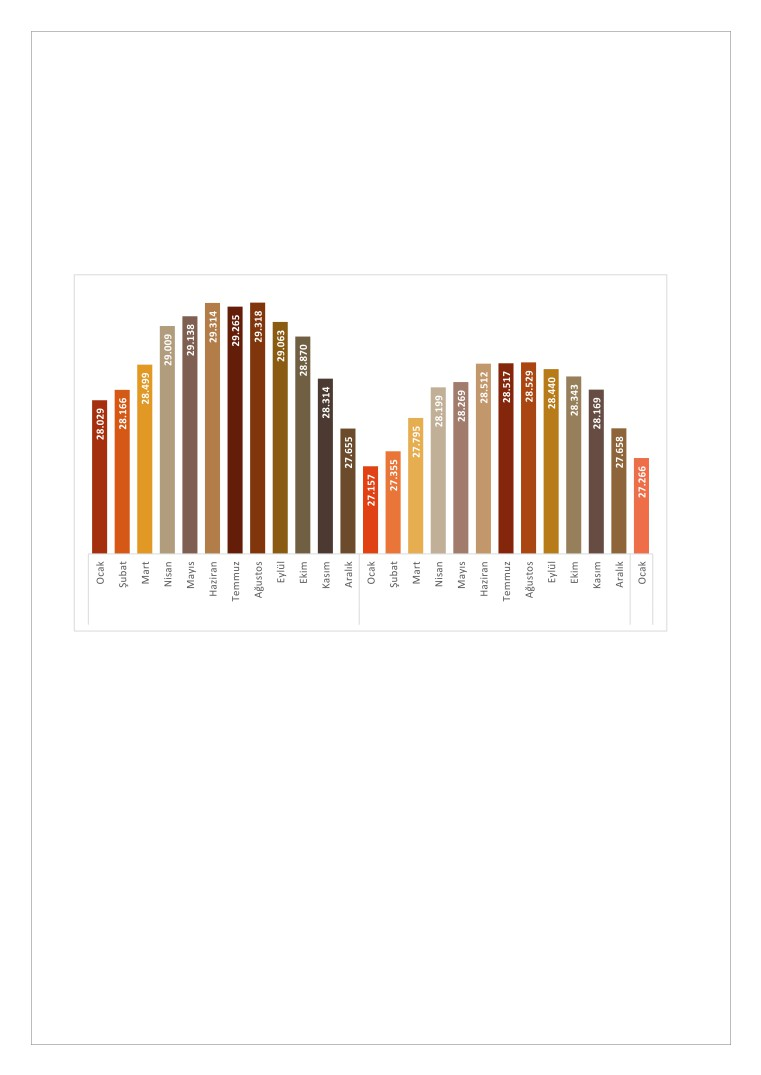 28.029
28.166
28.499
29.009
29.138
29.314
29.265
29.318
29.063
28.870
28.314
27.655
27.157
27.355
27.795
28.199
28.269
28.512
28.517
28.529
28.440
28.343
28.169
27.658
27.266
Ocak
Şubat
Mart
Nisan
Mayıs
Haziran
Temmuz
Ağustos
Eylül
Ekim
Kasım
Aralık
Ocak
Şubat
Mart
Nisan
Mayıs
Haziran
Temmuz
Ağustos
Eylül
Ekim
Kasım
Aralık
Ocak